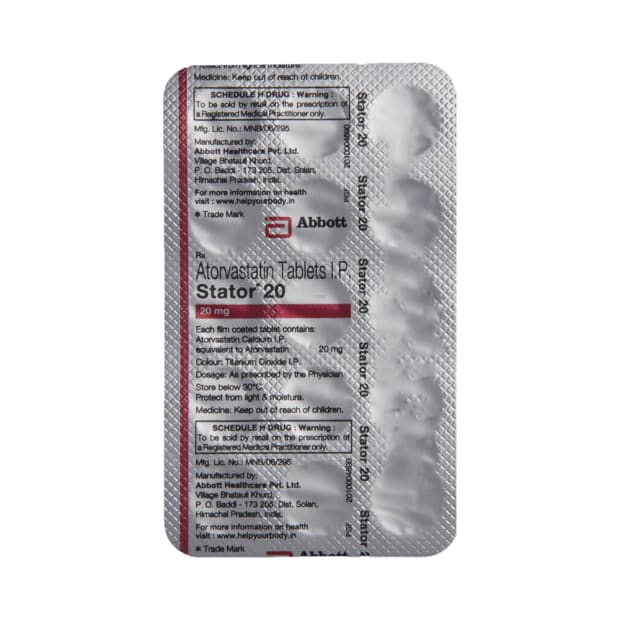 Protect from light & moisture.
Medicine: Keep out of reach of children.
SCHEDULE H DRUG : Warning :
To be sold by retail on the prescription of
a Registered Medical Practitioner only.
Mfg. Lic. No.: MNB/06/295
Manufactured by:
Abbott Healthcare Pvt. Ltd.
Village Bhatauli Khurd,
P. O. Baddi - 173 205, Dist. Solan,
Himachal Pradesh, India.
For more information on health
visit : www.helpyourbody.in
* Trade Mark
Abbott
Rx
Atorvastatin Tablets I.P.
Stator* 20
20 mg
Each film coated tablet contains:
Atorvastatin Calcium I.P.
equivalent to Atorvastatin 20 mg
Colour: Titanium Dioxide I.P.
Dosage: As prescribed by the Physician
Store below 30°C.
Protect from light & moisture.
Medicine: Keep out of reach of children.
SCHEDULE H DRUG : Warning :
To be sold by retail on the prescription of
a Registered Medical Practitioner only.
Mfg. Lic. No.: MNB/06/295
Manufactured by:
Abbott Healthcare Pvt. Ltd.
Village Bhatauli Khurd,
P. O. Baddi - 173 205, Dist. Solan,
Himachal Pradesh, India.
For more information on health
visit : www.helpyourbody.in
* Trade Mark
Abbott
PGF
PGF
Stator 20
Stator 20
Stator 20
Stator 20
Stator 20
Stator 20